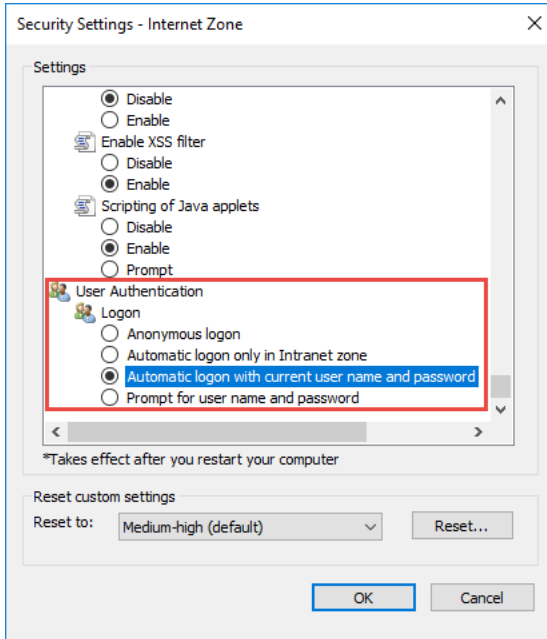 Security Settings - Internet Zone
Settings
Disable
Enable
Enable XSS filter
Disable
Enable
Scripting of Java applets
Disable
Enable
Prompt
User Authentication
Logon
Anonymous logon
Automatic logon only in Intranet zone
Automatic logon with current user name and password
Prompt for user name and password
*Takes effect after you restart your computer
Reset custom settings
Reset to: Medium-high (default) Reset...
OK Cancel